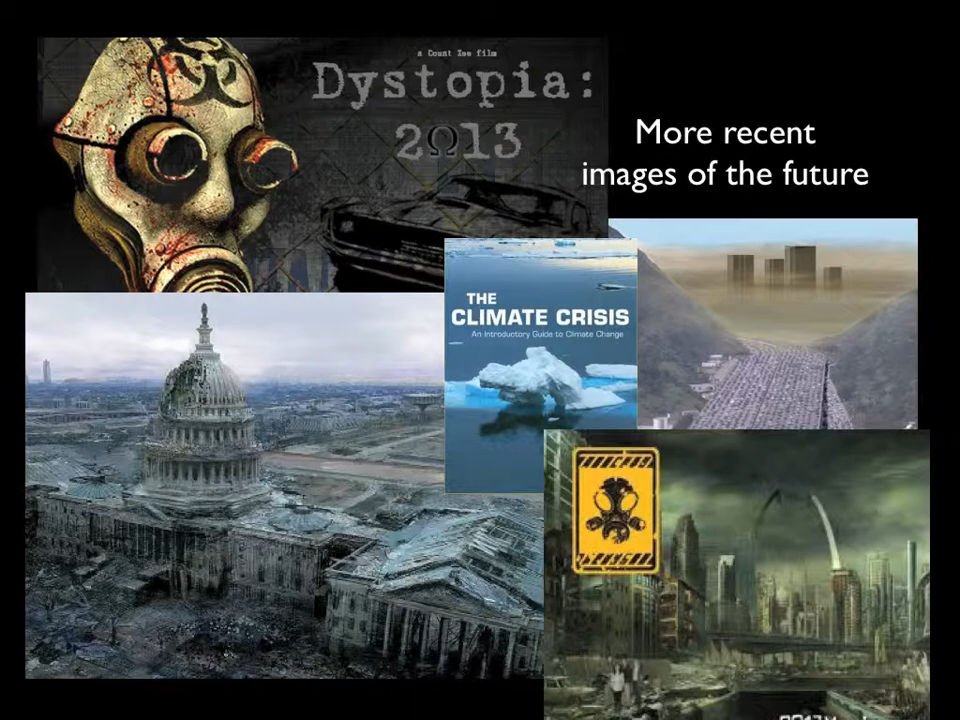 a Count Xee film
Dystopia:
2Ω13
More recent
images of the future
THE
CLIMATE CRISIS
An Introductory Guide to Climate Change